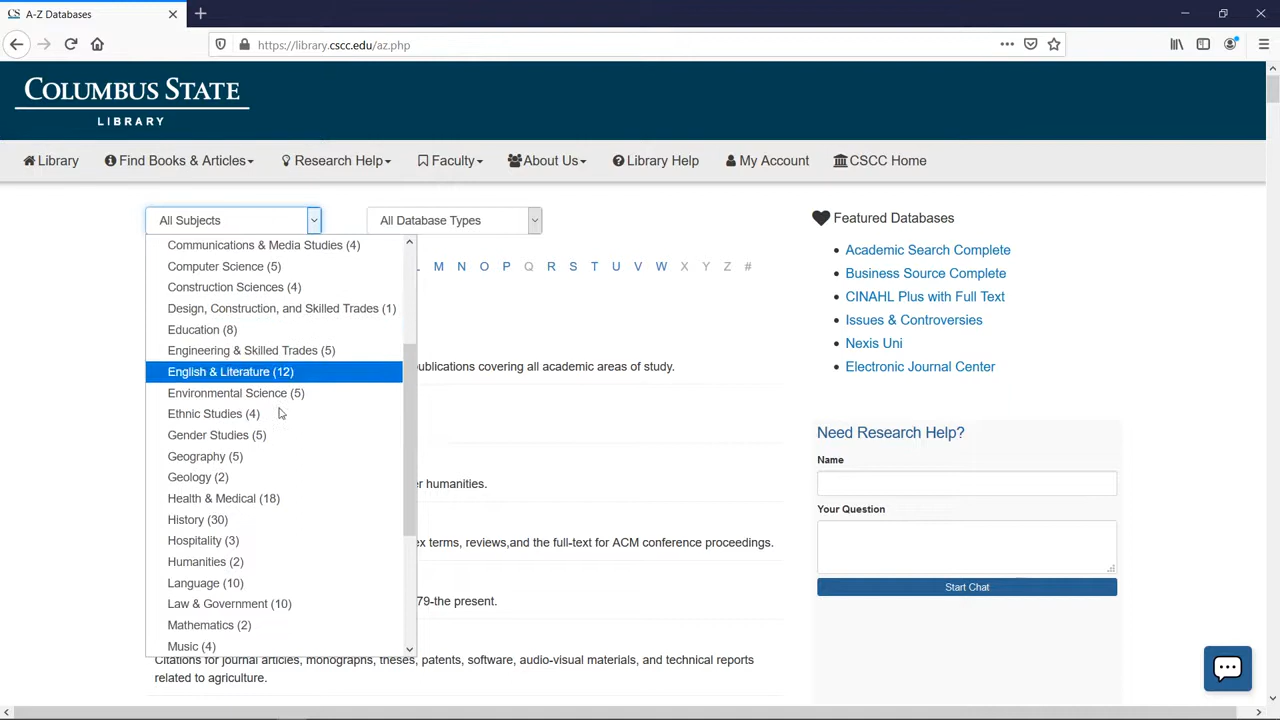 A-Z Databases
https://library.cscc.edu/az.php
COLUMBUS STATE
LIBRARY
Library
Find Books & Articles
Research Help
Faculty
About Us
Library Help
My Account
CSCC Home
All Subjects
All Database Types
Communications & Media Studies (4)
Computer Science (5)
Construction Sciences (4)
Design, Construction, and Skilled Trades (1)
Education (8)
Engineering & Skilled Trades (5)
English & Literature (12)
Environmental Science (5)
Ethnic Studies (4)
Gender Studies (5)
Geography (5)
Geology (2)
Health & Medical (18)
History (30)
Hospitality (3)
Humanities (2)
Language (10)
Law & Government (10)
Mathematics (2)
Music (4)
M N O P Q R S T U V W X Y Z #
publications covering all academic areas of study.
r humanities.
ex terms, reviews,and the full-text for ACM conference proceedings.
79-the present.
Citations for journal articles, monographs, theses, patents, software, audio-visual materials, and technical reports
related to agriculture.
Featured Databases
Academic Search Complete
Business Source Complete
CINAHL Plus with Full Text
Issues & Controversies
Nexis Uni
Electronic Journal Center
Need Research Help?
Name
Your Question
Start Chat